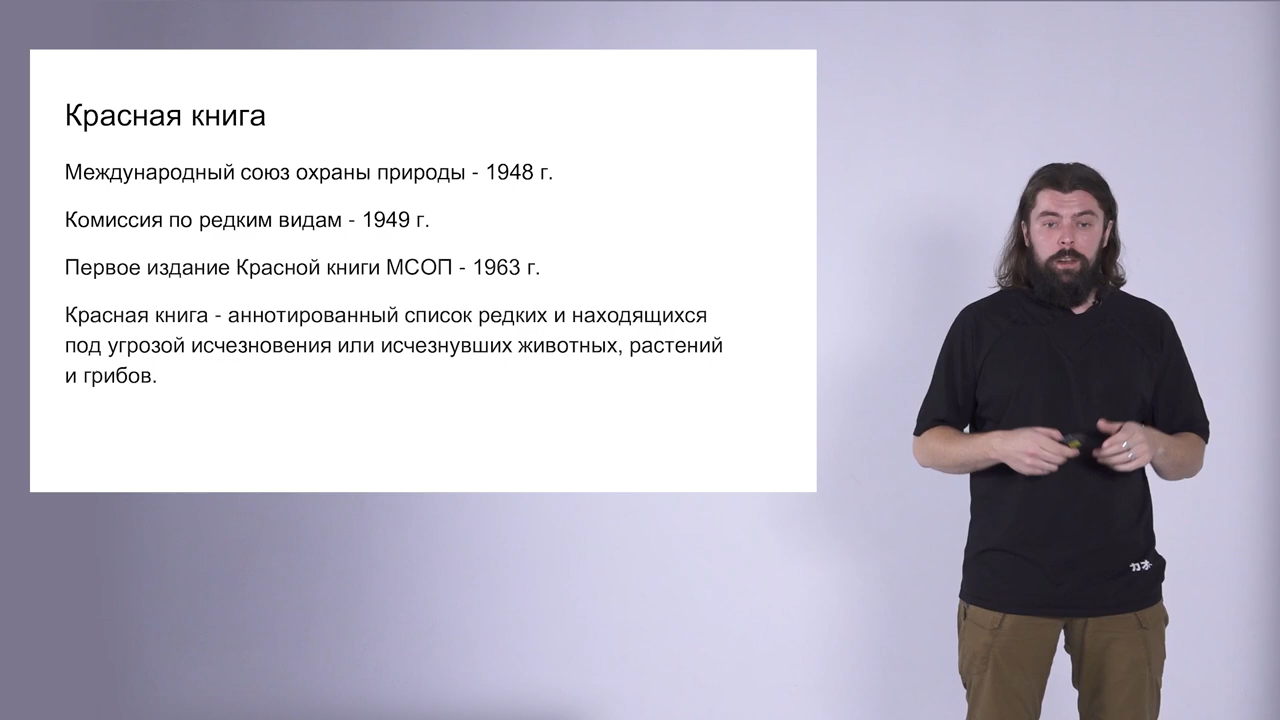 Красная книга
Международный союз охраны природы - 1948 г.
Комиссия по редким видам - 1949 г.
Первое издание Красной книги МСОП - 1963 г.
Красная книга - аннотированный список редких и находящихся
под угрозой исчезновения или исчезнувших животных, растений
и грибов.